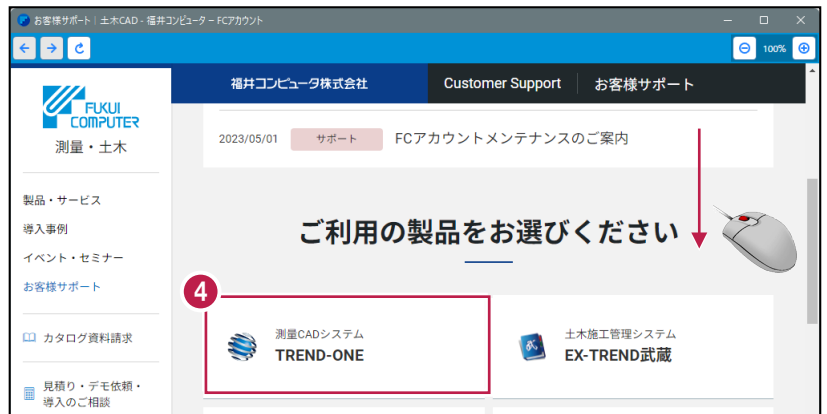 お客様サポート | 土木CAD - 福井コンピュータ - FCアカウント
100%
FUKUI
COMPUTER
測量・土木
製品・サービス
導入事例
イベント・セミナー
お客様サポート
カタログ資料請求
見積り・デモ依頼・
導入のご相談
福井コンピュータ株式会社 Customer Support お客様サポート
2023/05/01 サポート FCアカウントメンテナンスのご案内
ご利用の製品をお選びください
4
測量CADシステム
TREND-ONE
土木施工管理システム
EX-TREND武蔵